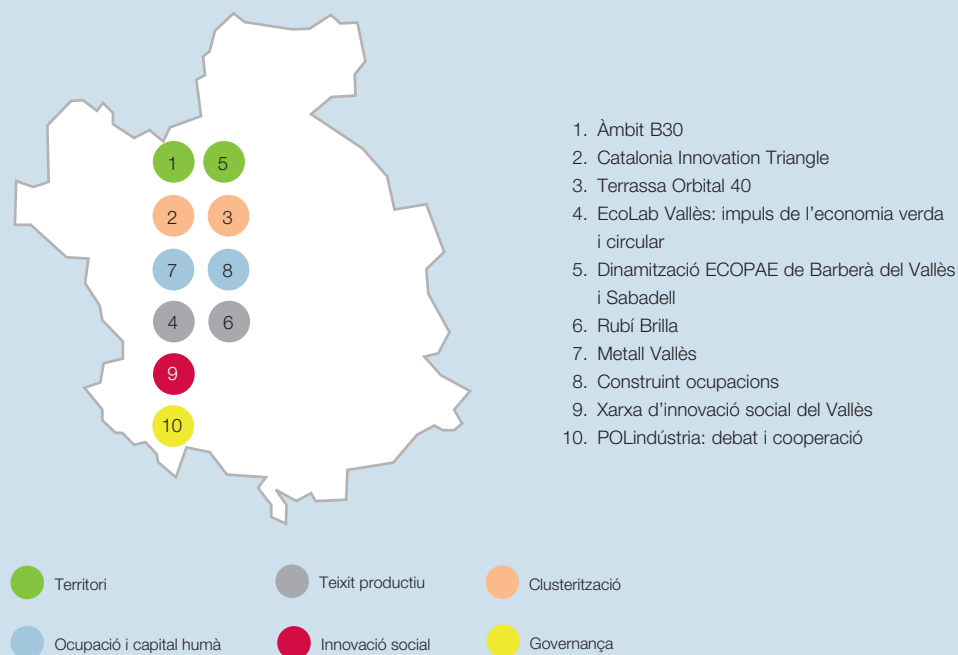 1 5
2 3
7 8
4 6
9
10
1. Àmbit B30
2. Catalonia Innovation Triangle
3. Terrassa Orbital 40
4. EcoLab Vallès: impuls de l'economia verda
i circular
5. Dinamització ECOPAE de Barberà del Vallès
i Sabadell
6. Rubí Brilla
7. Metall Vallès
8. Construint ocupacions
9. Xarxa d'innovació social del Vallès
10. POLindústria: debat i cooperació
Territori Teixit productiu Clusterització
Ocupació i capital humà Innovació social Governança